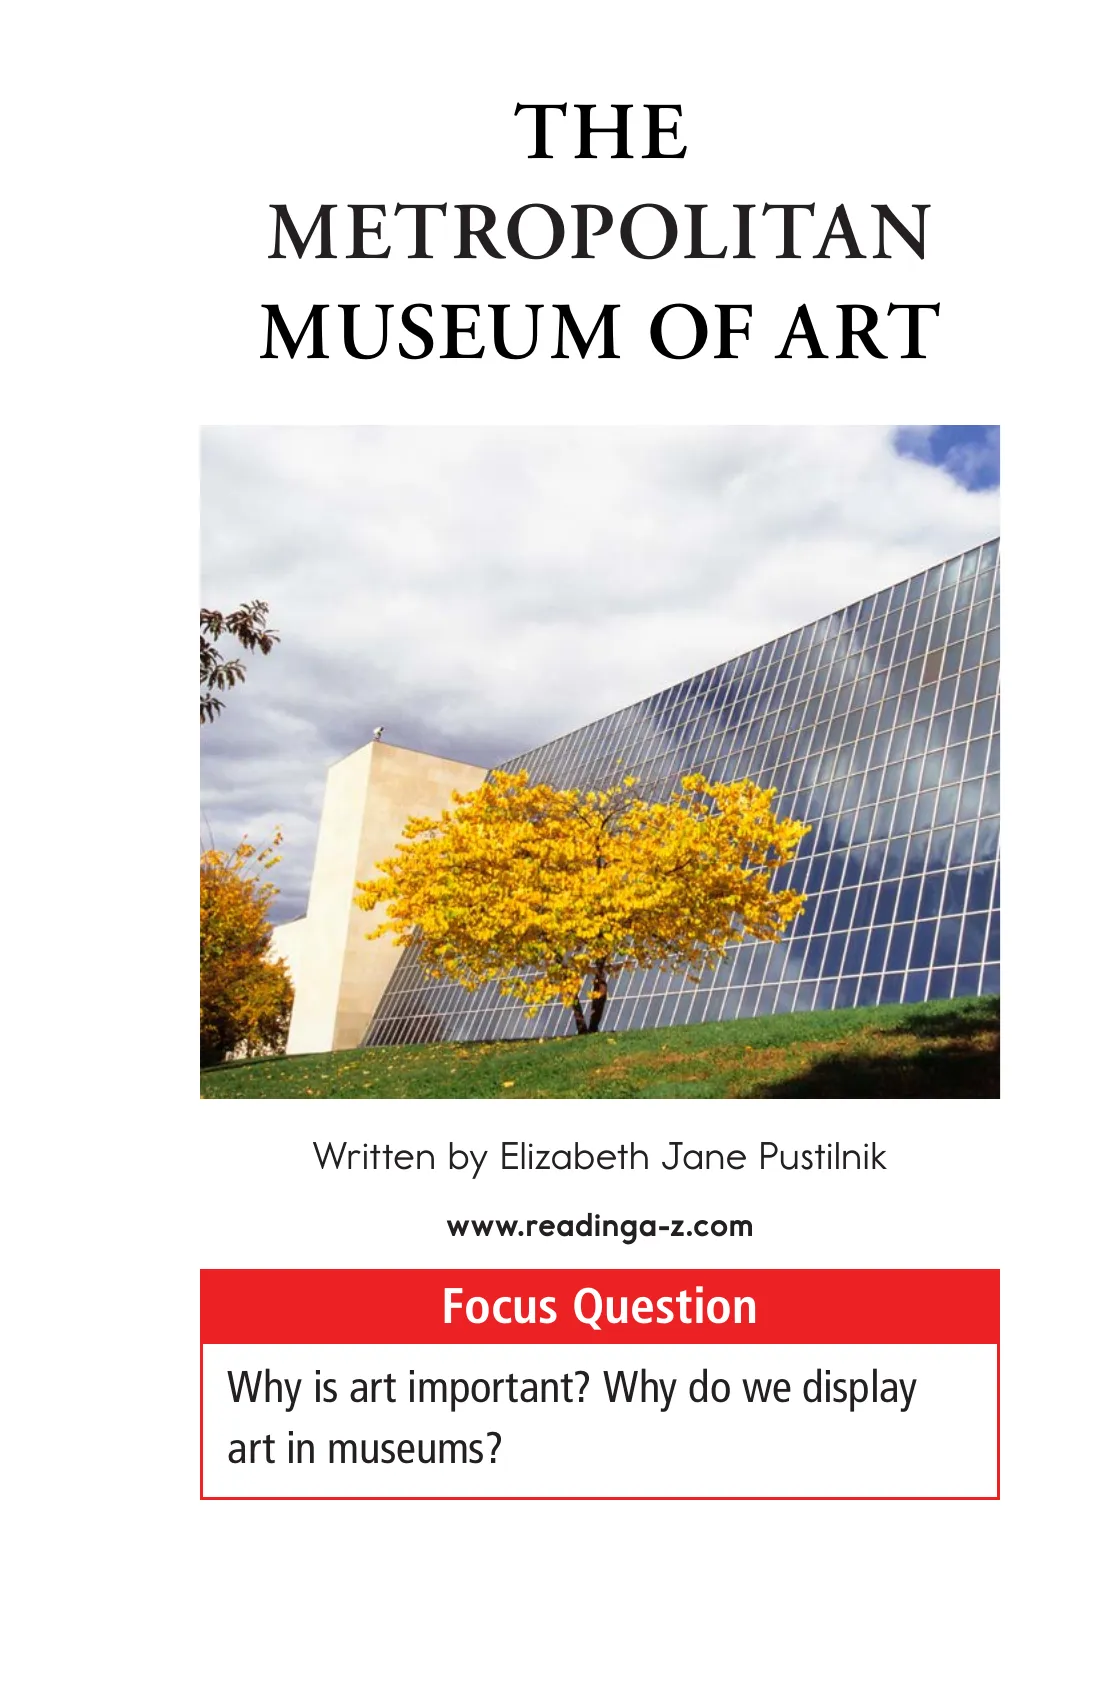 THE
METROPOLITAN
MUSEUM OF ART
Written by Elizabeth Jane Pustilnik
www.readinga-z.com
Focus Question
Why is art important? Why do we display
art in museums?